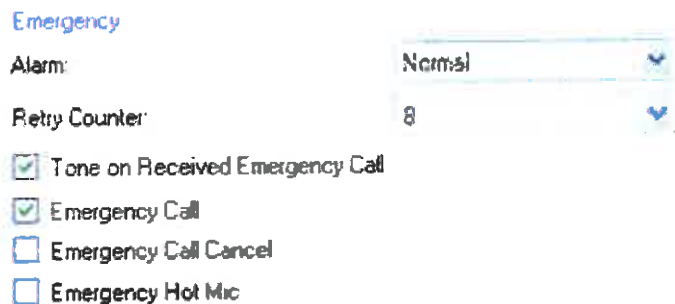 Emergency
Alarm: Normal
Retry Counter: 8
Tone on Received Emergency Call
Emergency Call
Emergency Call Cancel
Emergency Hot Mic